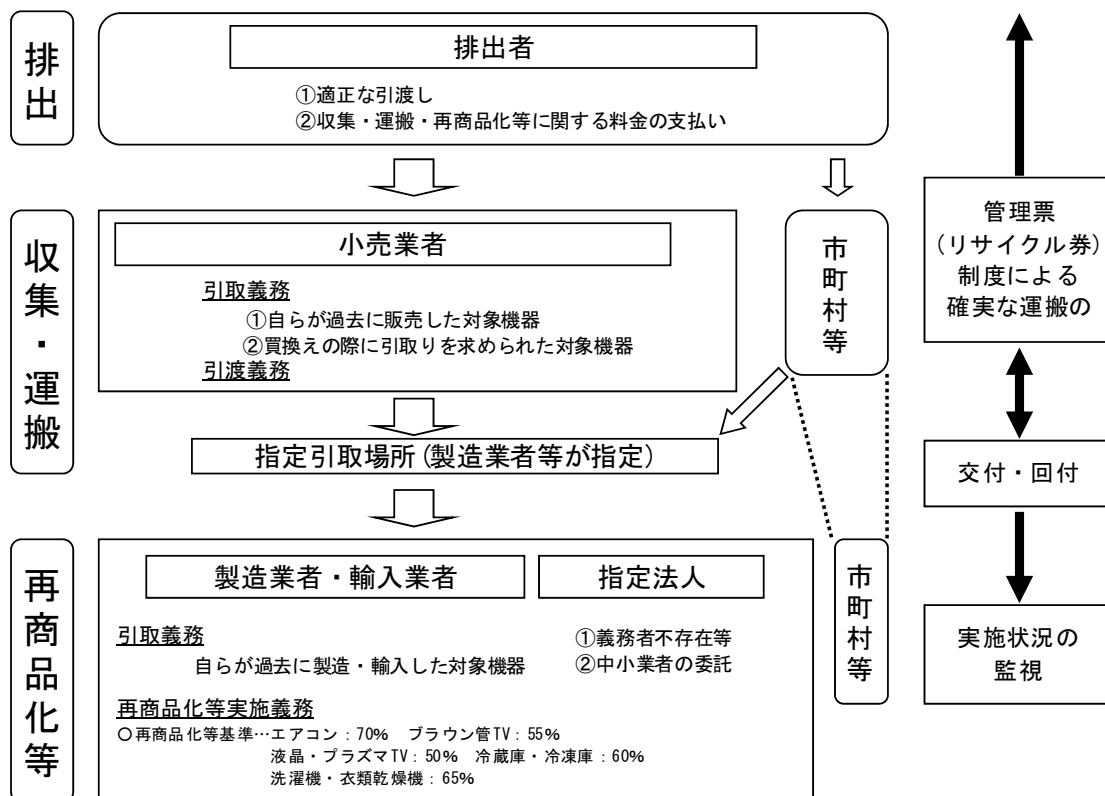 排出
排出者
①適正な引渡し
②収集・運搬・再商品化等に関する料金の支払い
収集・運搬
小売業者
引取義務
①自らが過去に販売した対象機器
②買換えの際に引取りを求められた対象機器
引渡義務
市町村等
指定引取場所(製造業者等が指定)
再商品化等
製造業者・輸入業者
引取義務
自らが過去に製造・輸入した対象機器
再商品化等実施義務
○再商品化等基準…エアコン：70% ブラウン管TV：55%
液晶・プラズマTV：50% 冷蔵庫・冷凍庫：60%
洗濯機・衣類乾燥機：65%
指定法人
①義務者不存在等
②中小業者の委託
市町村等
管理票
(リサイクル券)
制度による
確実な運搬の
交付・回付
実施状況の
監視